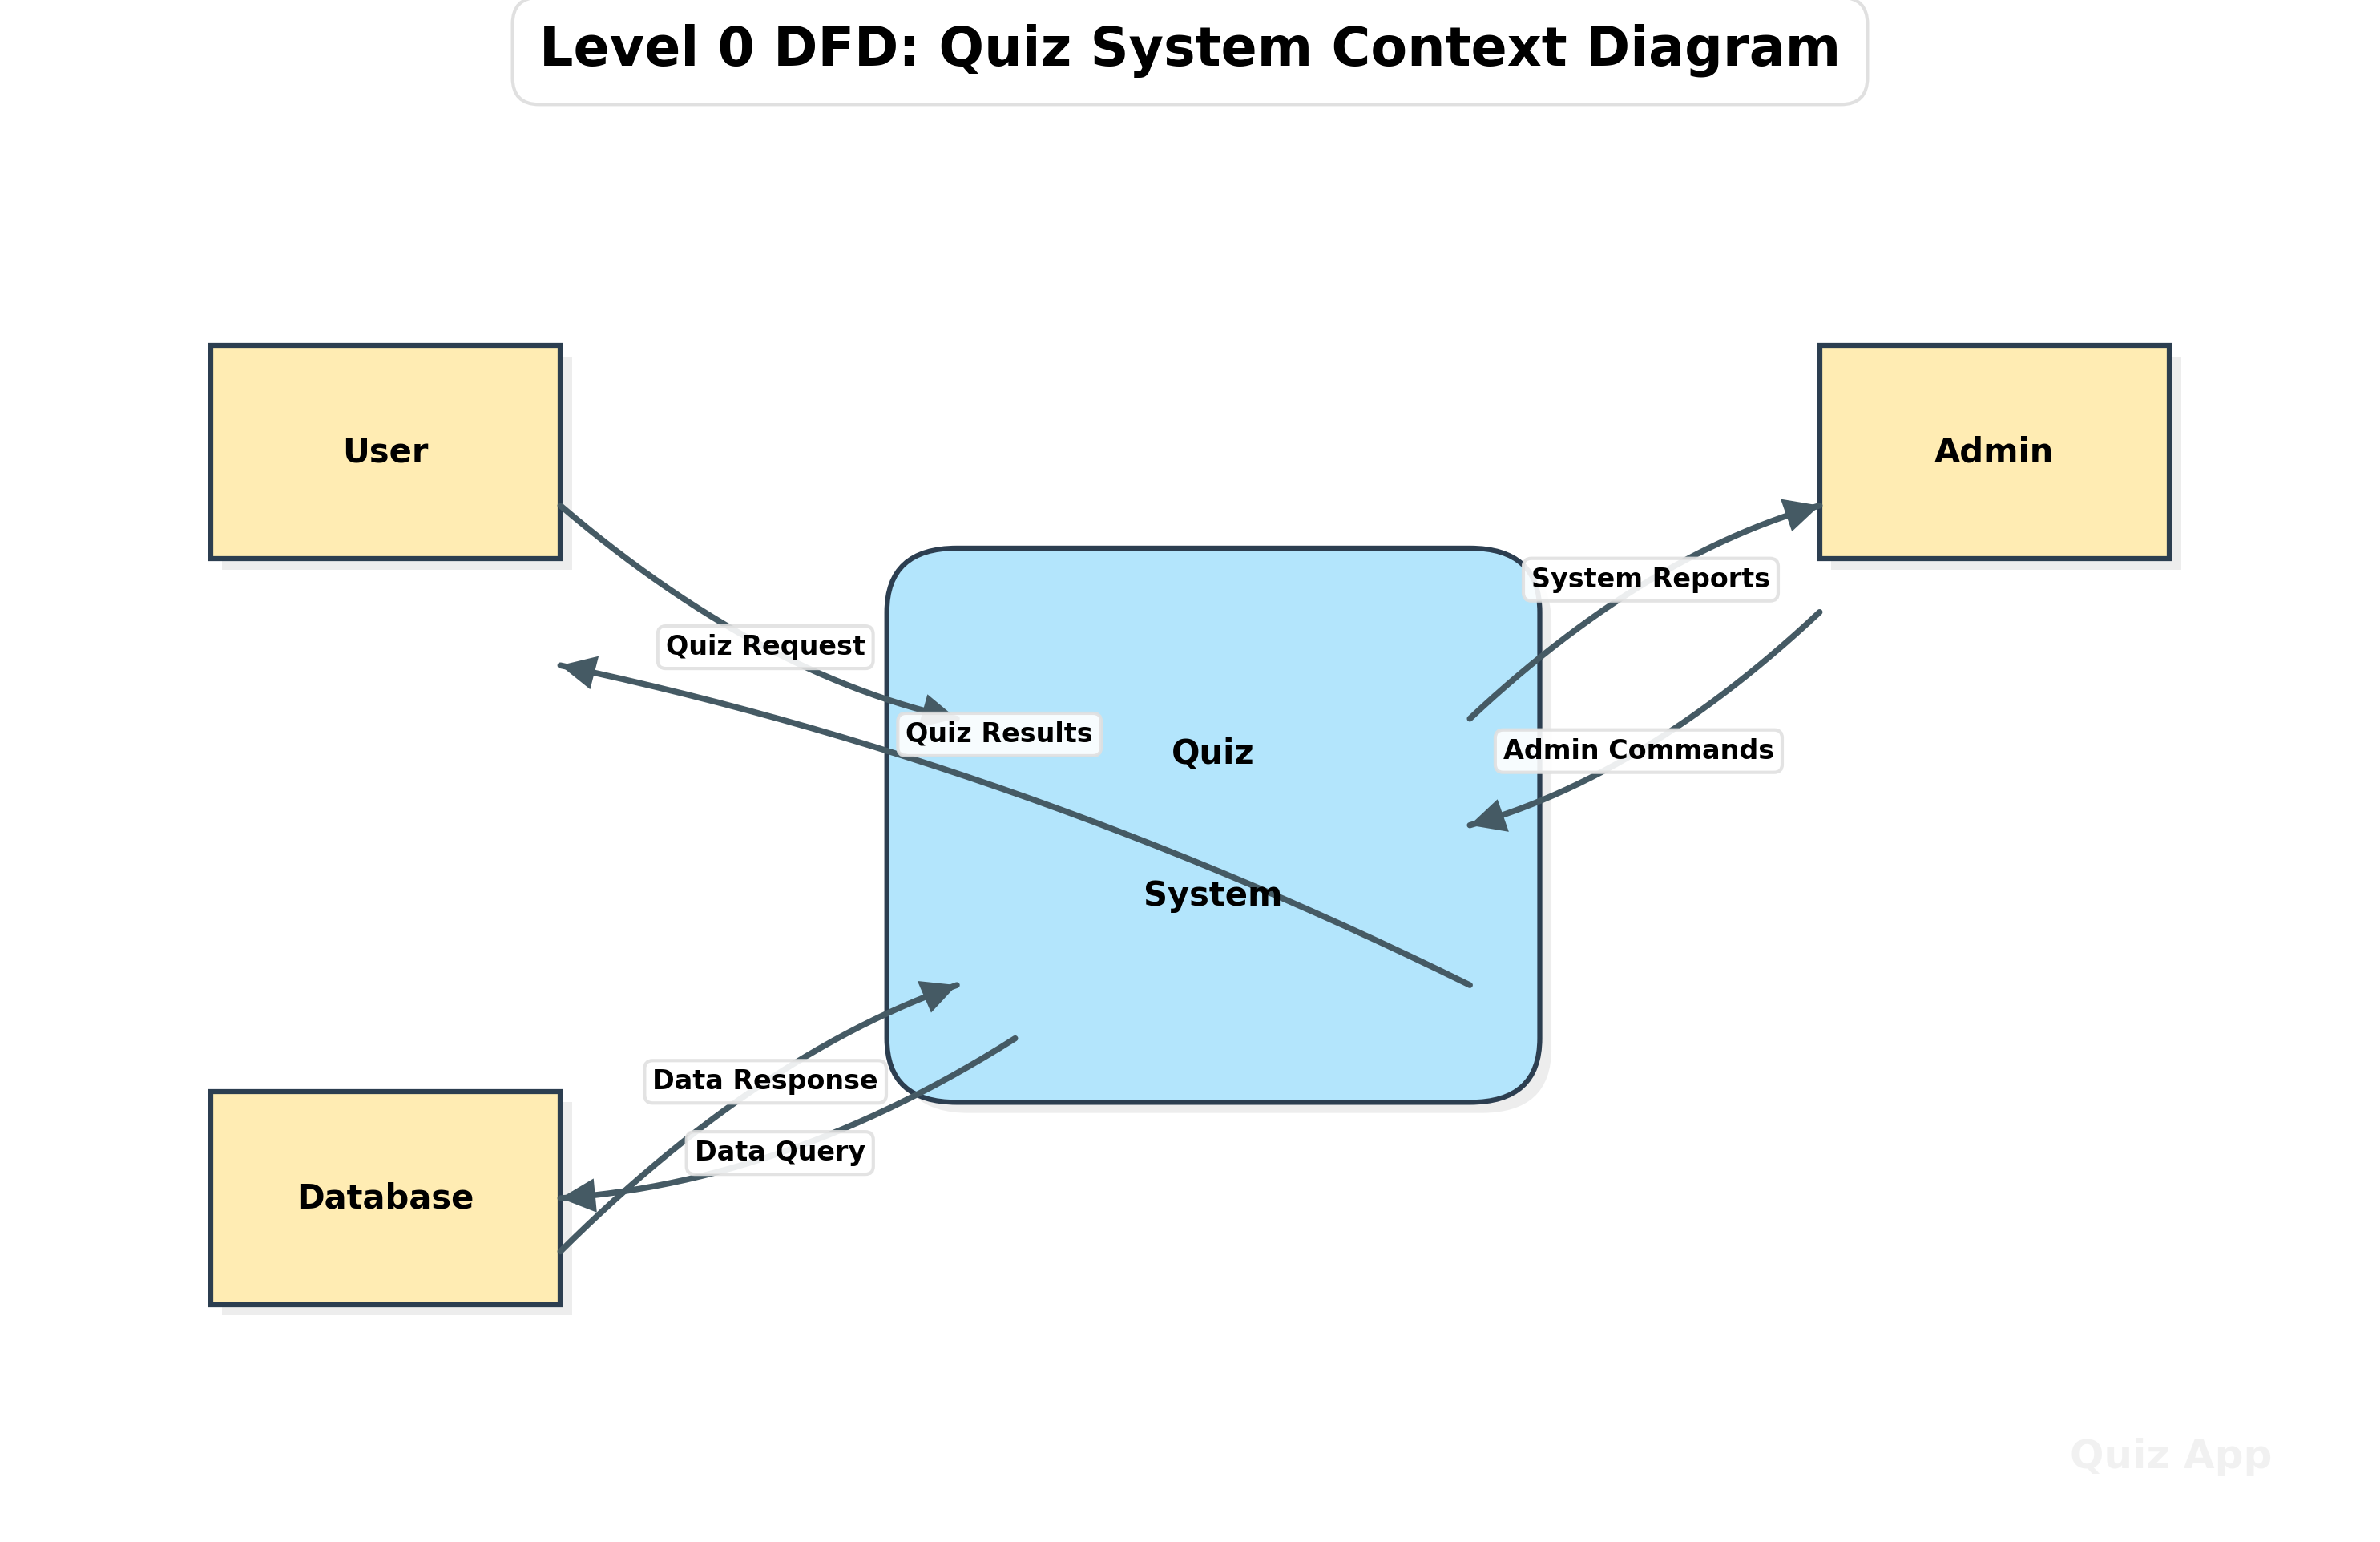 Level 0 DFD: Quiz System Context Diagram
User
Admin
System Reports
Quiz Request
Quiz Results
Quiz
System
Admin Commands
Data Response
Data Query
Database
Quiz App